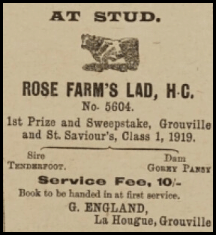 AT STUD.
ROSE FARM'S LAD, H.C.
No. 5604.
1st Prize and Sweepstake, Grouville
and St. Saviour's, Class 1, 1919.
Sire Dam
TENDERFOOT. GORRY PANSY
Service Fee, 10/-
Book to be handed in at first service.
G. ENGLAND,
La Hougue, Grouville